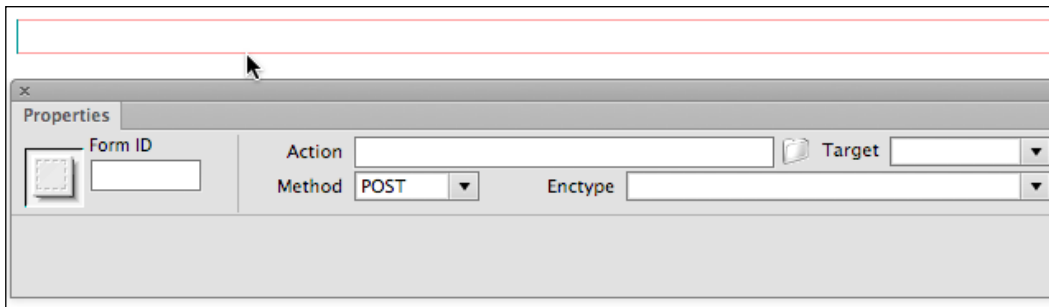 Properties
Form ID
Action
Target
Method POST
Enctype